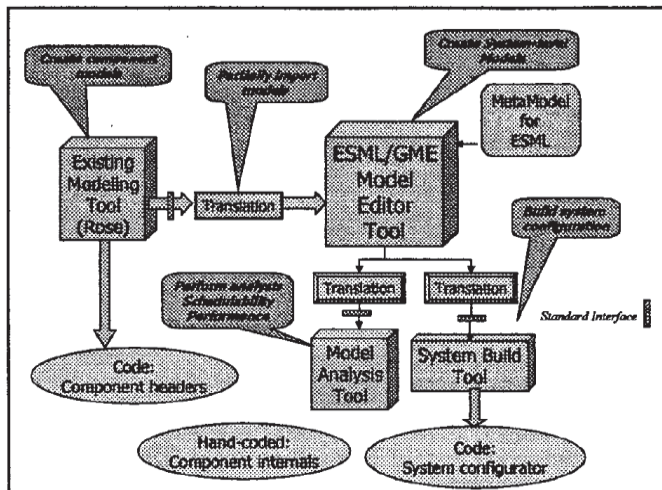 Create component
models
Partially import
models
Create System-level
Models
MetaModel
for
ESML
Existing
Modeling
Tool
(Rose)
Translation
ESML/GME
Model
Editor
Tool
Build system
configuration
Translation
Translation
Perform analysis
Schedulability
Performance
Standard Interface
Model
Analysis
Tool
System Build
Tool
Code:
Component headers
Hand-coded:
Component internals
Code:
System configurator